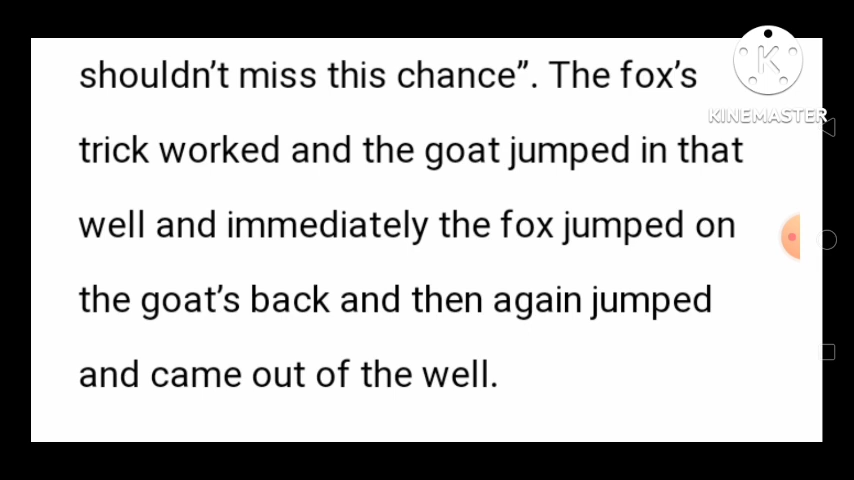 shouldn’t miss this chance”. The fox’s
KINEMASTER
trick worked and the goat jumped in that
well and immediately the fox jumped on
the goat’s back and then again jumped
and came out of the well.